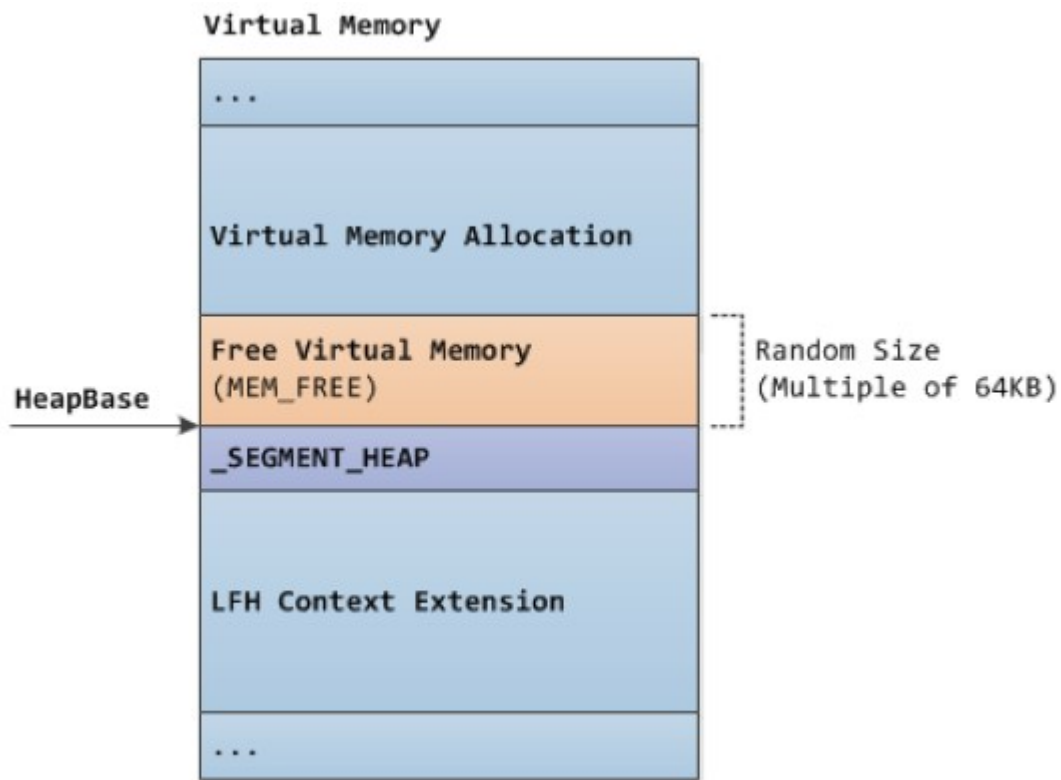 Virtual Memory
...
Virtual Memory Allocation
Free Virtual Memory
(MEM_FREE)
Random Size
(Multiple of 64KB)
HeapBase
_SEGMENT_HEAP
LFH Context Extension
...